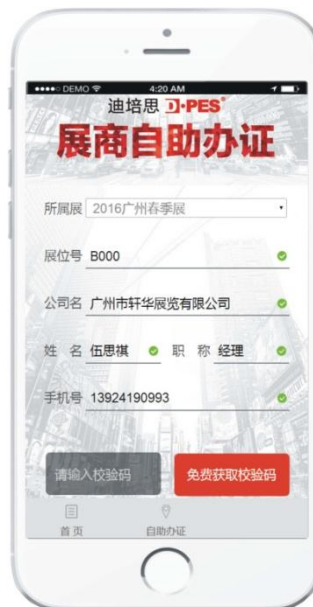 DEMO 4:20 AM
迪培思 D·PES
展商自助办证
所属展 2016广州春季展
展位号 B000
公司名 广州市轩华展览有限公司
姓 名 伍思祺 职 称 经理
手机号 13924190993
请输入校验码 免费获取校验码
首 页 自助办证